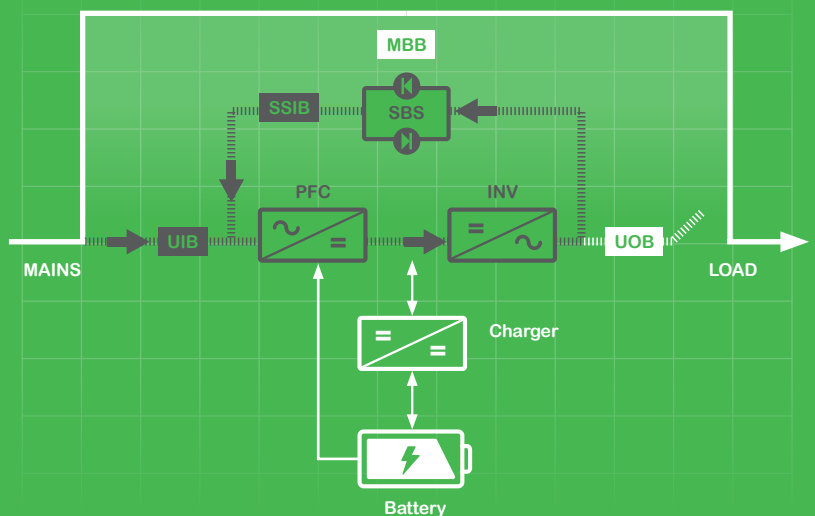 MBB
SSIB
SBS
PFC
INV
UIB
UOB
MAINS
LOAD
Charger
Battery